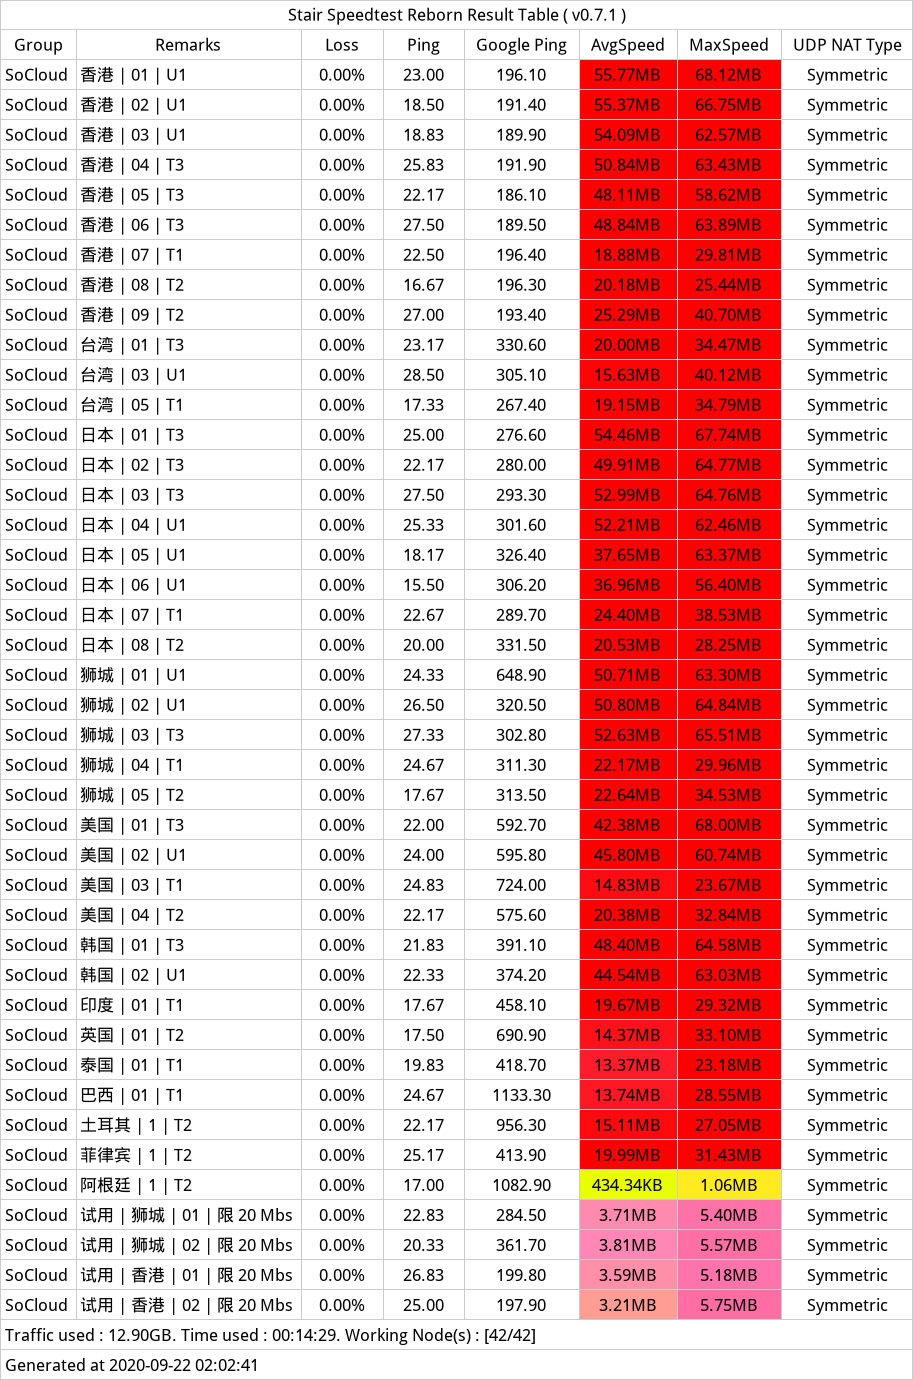 Stair Speedtest Reborn Result Table ( v0.7.1 )
Group Remarks Loss Ping Google Ping AvgSpeed MaxSpeed UDP NAT Type
SoCloud 香港 | 01 | U1 0.00% 23.00 196.10 55.77MB 68.12MB Symmetric
SoCloud 香港 | 02 | U1 0.00% 18.50 191.40 55.37MB 66.75MB Symmetric
SoCloud 香港 | 03 | U1 0.00% 18.83 189.90 54.09MB 62.57MB Symmetric
SoCloud 香港 | 04 | T3 0.00% 25.83 191.90 50.84MB 63.43MB Symmetric
SoCloud 香港 | 05 | T3 0.00% 22.17 186.10 48.11MB 58.62MB Symmetric
SoCloud 香港 | 06 | T3 0.00% 27.50 189.50 48.84MB 63.89MB Symmetric
SoCloud 香港 | 07 | T1 0.00% 22.50 196.40 18.88MB 29.81MB Symmetric
SoCloud 香港 | 08 | T2 0.00% 16.67 196.30 20.18MB 25.44MB Symmetric
SoCloud 香港 | 09 | T2 0.00% 27.00 193.40 25.29MB 40.70MB Symmetric
SoCloud 台湾 | 01 | T3 0.00% 23.17 330.60 20.00MB 34.47MB Symmetric
SoCloud 台湾 | 03 | U1 0.00% 28.50 305.10 15.63MB 40.12MB Symmetric
SoCloud 台湾 | 05 | T1 0.00% 17.33 267.40 19.15MB 34.79MB Symmetric
SoCloud 日本 | 01 | T3 0.00% 25.00 276.60 54.46MB 67.74MB Symmetric
SoCloud 日本 | 02 | T3 0.00% 22.17 280.00 49.91MB 64.77MB Symmetric
SoCloud 日本 | 03 | T3 0.00% 27.50 293.30 52.99MB 64.76MB Symmetric
SoCloud 日本 | 04 | U1 0.00% 25.33 301.60 52.21MB 62.46MB Symmetric
SoCloud 日本 | 05 | U1 0.00% 18.17 326.40 37.65MB 63.37MB Symmetric
SoCloud 日本 | 06 | U1 0.00% 15.50 306.20 36.96MB 56.40MB Symmetric
SoCloud 日本 | 07 | T1 0.00% 22.67 289.70 24.40MB 38.53MB Symmetric
SoCloud 日本 | 08 | T2 0.00% 20.00 331.50 20.53MB 28.25MB Symmetric
SoCloud 狮城 | 01 | U1 0.00% 24.33 648.90 50.71MB 63.30MB Symmetric
SoCloud 狮城 | 02 | U1 0.00% 26.50 320.50 50.80MB 64.84MB Symmetric
SoCloud 狮城 | 03 | T3 0.00% 27.33 302.80 52.63MB 65.51MB Symmetric
SoCloud 狮城 | 04 | T1 0.00% 24.67 311.30 22.17MB 29.96MB Symmetric
SoCloud 狮城 | 05 | T2 0.00% 17.67 313.50 22.64MB 34.53MB Symmetric
SoCloud 美国 | 01 | T3 0.00% 22.00 592.70 42.38MB 68.00MB Symmetric
SoCloud 美国 | 02 | U1 0.00% 24.00 595.80 45.80MB 60.74MB Symmetric
SoCloud 美国 | 03 | T1 0.00% 24.83 724.00 14.83MB 23.67MB Symmetric
SoCloud 美国 | 04 | T2 0.00% 22.17 575.60 20.38MB 32.84MB Symmetric
SoCloud 韩国 | 01 | T3 0.00% 21.83 391.10 48.40MB 64.58MB Symmetric
SoCloud 韩国 | 02 | U1 0.00% 22.33 374.20 44.54MB 63.03MB Symmetric
SoCloud 印度 | 01 | T1 0.00% 17.67 458.10 19.67MB 29.32MB Symmetric
SoCloud 英国 | 01 | T2 0.00% 17.50 690.90 14.37MB 33.10MB Symmetric
SoCloud 泰国 | 01 | T1 0.00% 19.83 418.70 13.37MB 23.18MB Symmetric
SoCloud 巴西 | 01 | T1 0.00% 24.67 1133.30 13.74MB 28.55MB Symmetric
SoCloud 土耳其 | 1 | T2 0.00% 22.17 956.30 15.11MB 27.05MB Symmetric
SoCloud 菲律宾 | 1 | T2 0.00% 25.17 413.90 19.99MB 31.43MB Symmetric
SoCloud 阿根廷 | 1 | T2 0.00% 17.00 1082.90 434.34KB 1.06MB Symmetric
SoCloud 试用 | 狮城 | 01 | 限 20 Mbs 0.00% 22.83 284.50 3.71MB 5.40MB Symmetric
SoCloud 试用 | 狮城 | 02 | 限 20 Mbs 0.00% 20.33 361.70 3.81MB 5.57MB Symmetric
SoCloud 试用 | 香港 | 01 | 限 20 Mbs 0.00% 26.83 199.80 3.59MB 5.18MB Symmetric
SoCloud 试用 | 香港 | 02 | 限 20 Mbs 0.00% 25.00 197.90 3.21MB 5.75MB Symmetric
Traffic used : 12.90GB. Time used : 00:14:29. Working Node(s) : [42/42]
Generated at 2020-09-22 02:02:41